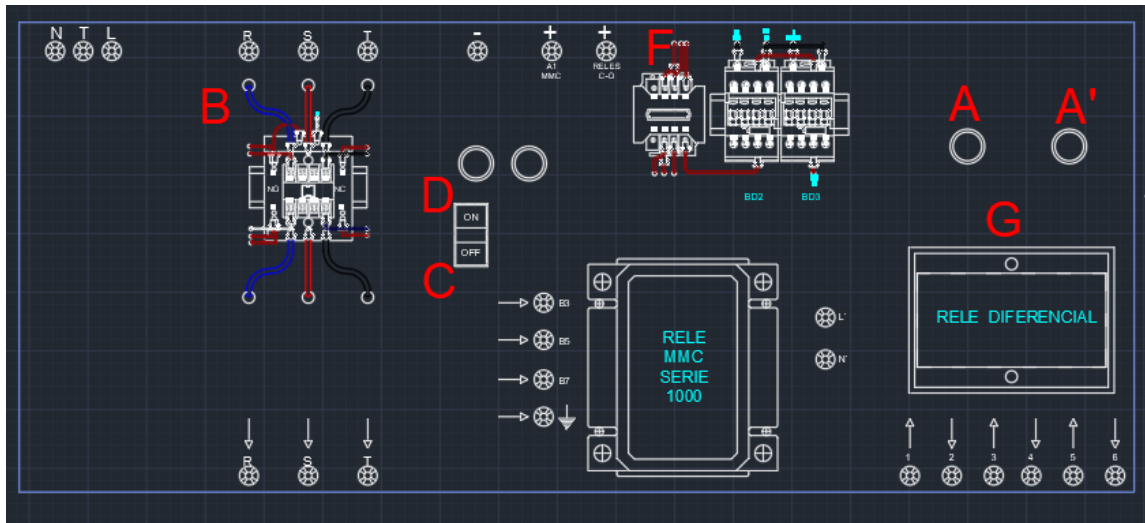 N T L
R S T
-
+
A1
MMC
+
RELES
C-D
F
B
A
A'
NO
NC
BD2
BD3
D
ON
OFF
C
G
RELE DIFERENCIAL
B3
B5
B7
RELE
MMC
SERIE
1000
L'
N'
R S T
1 2 3 4 5 6